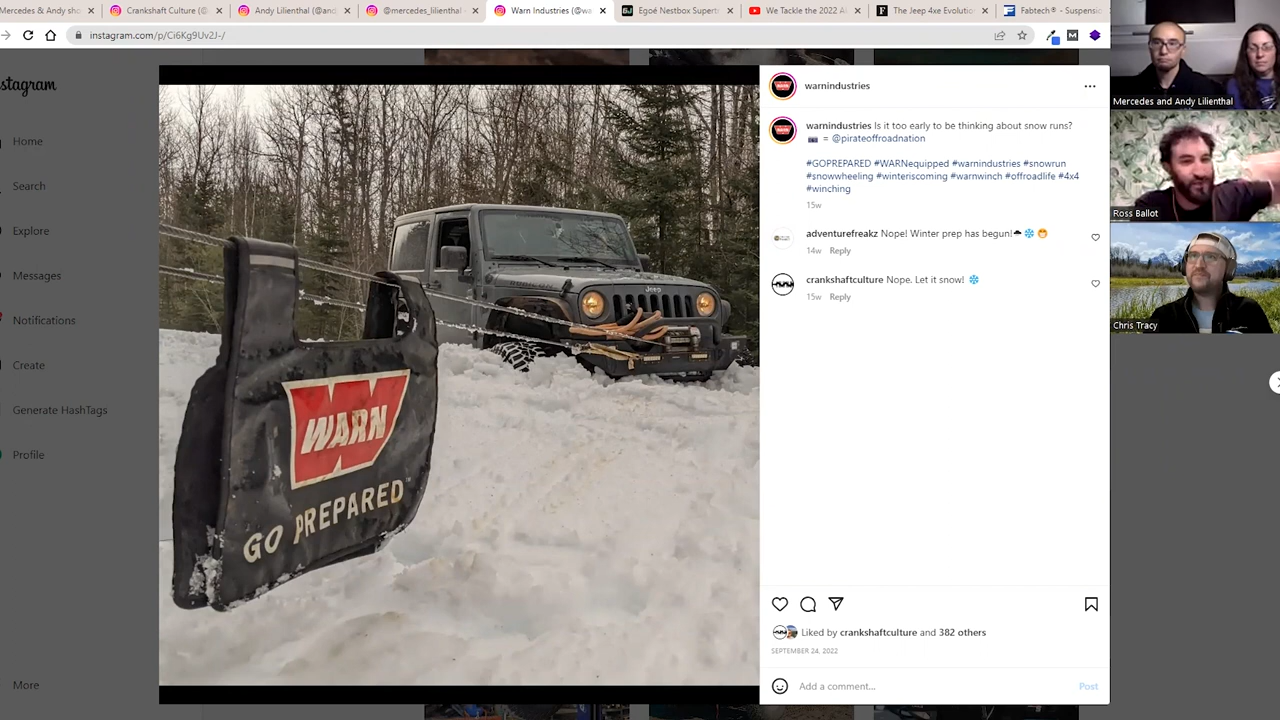 Mercedes & Andy sho
Crankshaft Culture (@
Andy Lilienthal (@and
@mercedes_lilienthal
Warn Industries (@wa
Egoé Nestbox Supertr
We Tackle the 2022 A
The Jeep 4xe Evolutio
Fabtech® - Suspensic
instagram.com/p/Ci6Kg9Uv2J-/
stagram
Home
Search
Explore
Messages
Notifications
Create
Generate HashTags
Profile
More
Jeep
WARN
GO PREPARED
warnindustries
warnindustries Is it too early to be thinking about snow runs?
= @pirateoffroadnation
#GOPREPARED #WARNequipped #warnindustries #snowrun
#snowwheeling #winteriscoming #warnwinch #offroadlife #4x4
#winching
15w
adventurefreakz Nope! Winter prep has begun!🌨❄😁
14w Reply
crankshaftculture Nope. Let it snow! ❄
15w Reply
Liked by crankshaftculture and 382 others
SEPTEMBER 24, 2022
Add a comment...
Post
Mercedes and Andy Lilienthal
Ross Ballot
Chris Tracy